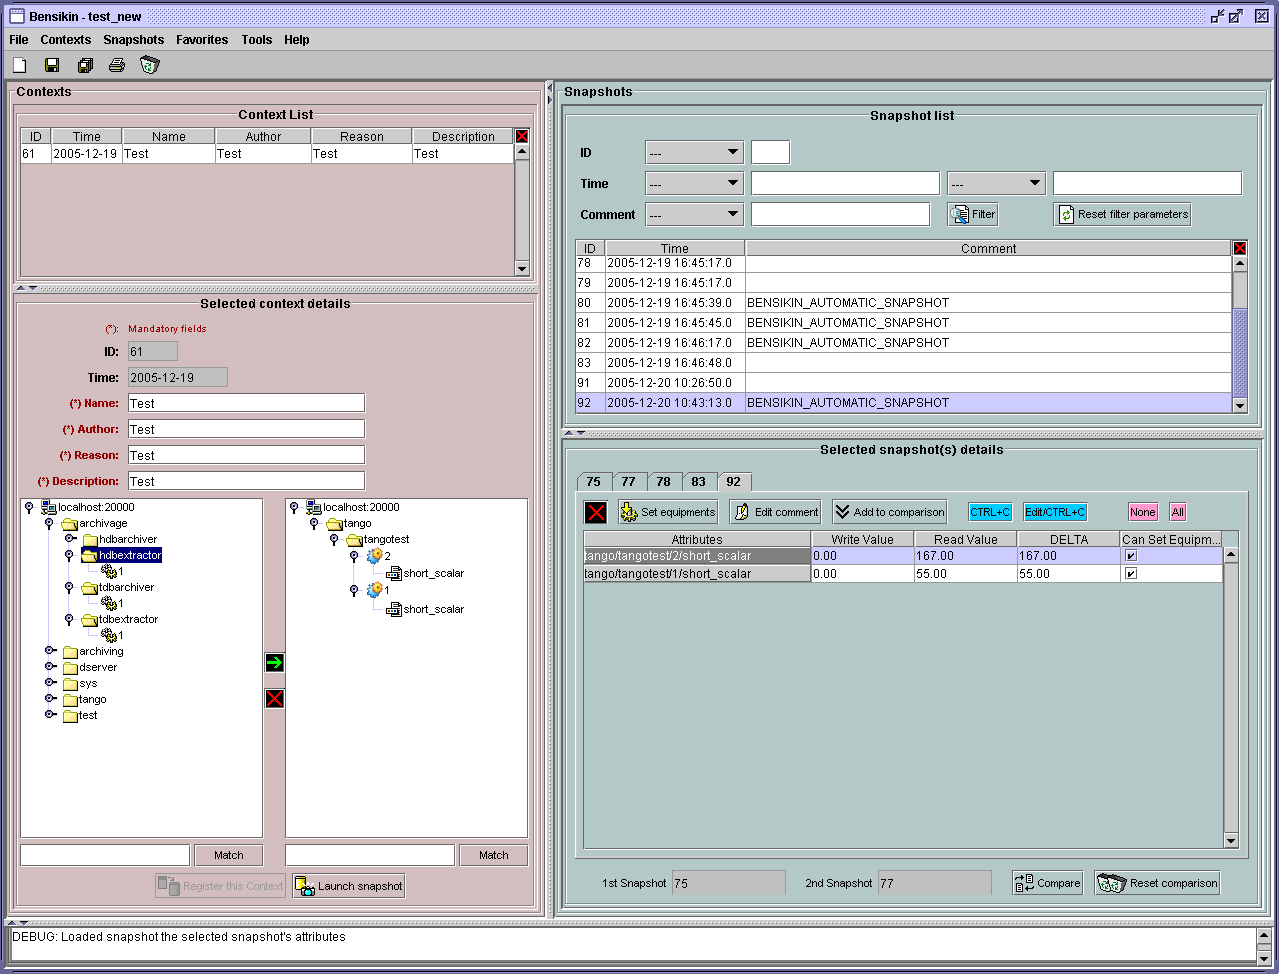 Bensikin - test_new
File Contexts Snapshots Favorites Tools Help
Contexts
Context List
ID Time Name Author Reason Description
61 2005-12-19 Test Test Test Test
Selected context details
(*): Mandatory fields
ID: 61
Time: 2005-12-19
(*) Name: Test
(*) Author: Test
(*) Reason: Test
(*) Description: Test
localhost:20000
archivage
hdbarchiver
hdbextractor
1
tdbarchiver
1
tdbextractor
1
archiving
dserver
sys
tango
test
localhost:20000
tango
tangotest
2
short_scalar
1
short_scalar
Match
Match
Register this Context
Launch snapshot
Snapshots
Snapshot list
ID ---
Time --- ---
Comment --- Filter Reset filter parameters
ID Time Comment
78 2005-12-19 16:45:17.0
79 2005-12-19 16:45:17.0
80 2005-12-19 16:45:39.0 BENSIKIN_AUTOMATIC_SNAPSHOT
81 2005-12-19 16:45:45.0 BENSIKIN_AUTOMATIC_SNAPSHOT
82 2005-12-19 16:46:17.0 BENSIKIN_AUTOMATIC_SNAPSHOT
83 2005-12-19 16:46:48.0
91 2005-12-20 10:26:50.0
92 2005-12-20 10:43:13.0 BENSIKIN_AUTOMATIC_SNAPSHOT
Selected snapshot(s) details
75 77 78 83 92
Set equipments Edit comment Add to comparison CTRL+C Edit/CTRL+C None All
Attributes Write Value Read Value DELTA Can Set Equipm...
tango/tangotest/2/short_scalar 0.00 167.00 167.00
tango/tangotest/1/short_scalar 0.00 55.00 55.00
1st Snapshot 75 2nd Snapshot 77 Compare Reset comparison
DEBUG: Loaded snapshot the selected snapshot's attributes